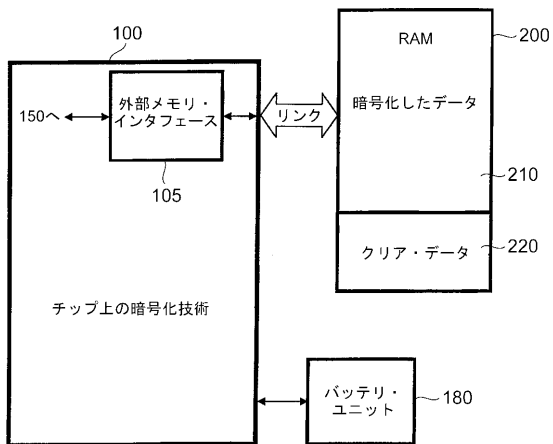 100
外部メモリ・
インタフェース
150へ
105
リンク
RAM
200
暗号化したデータ
210
クリア・データ
220
チップ上の暗号化技術
バッテリ・
ユニット
180